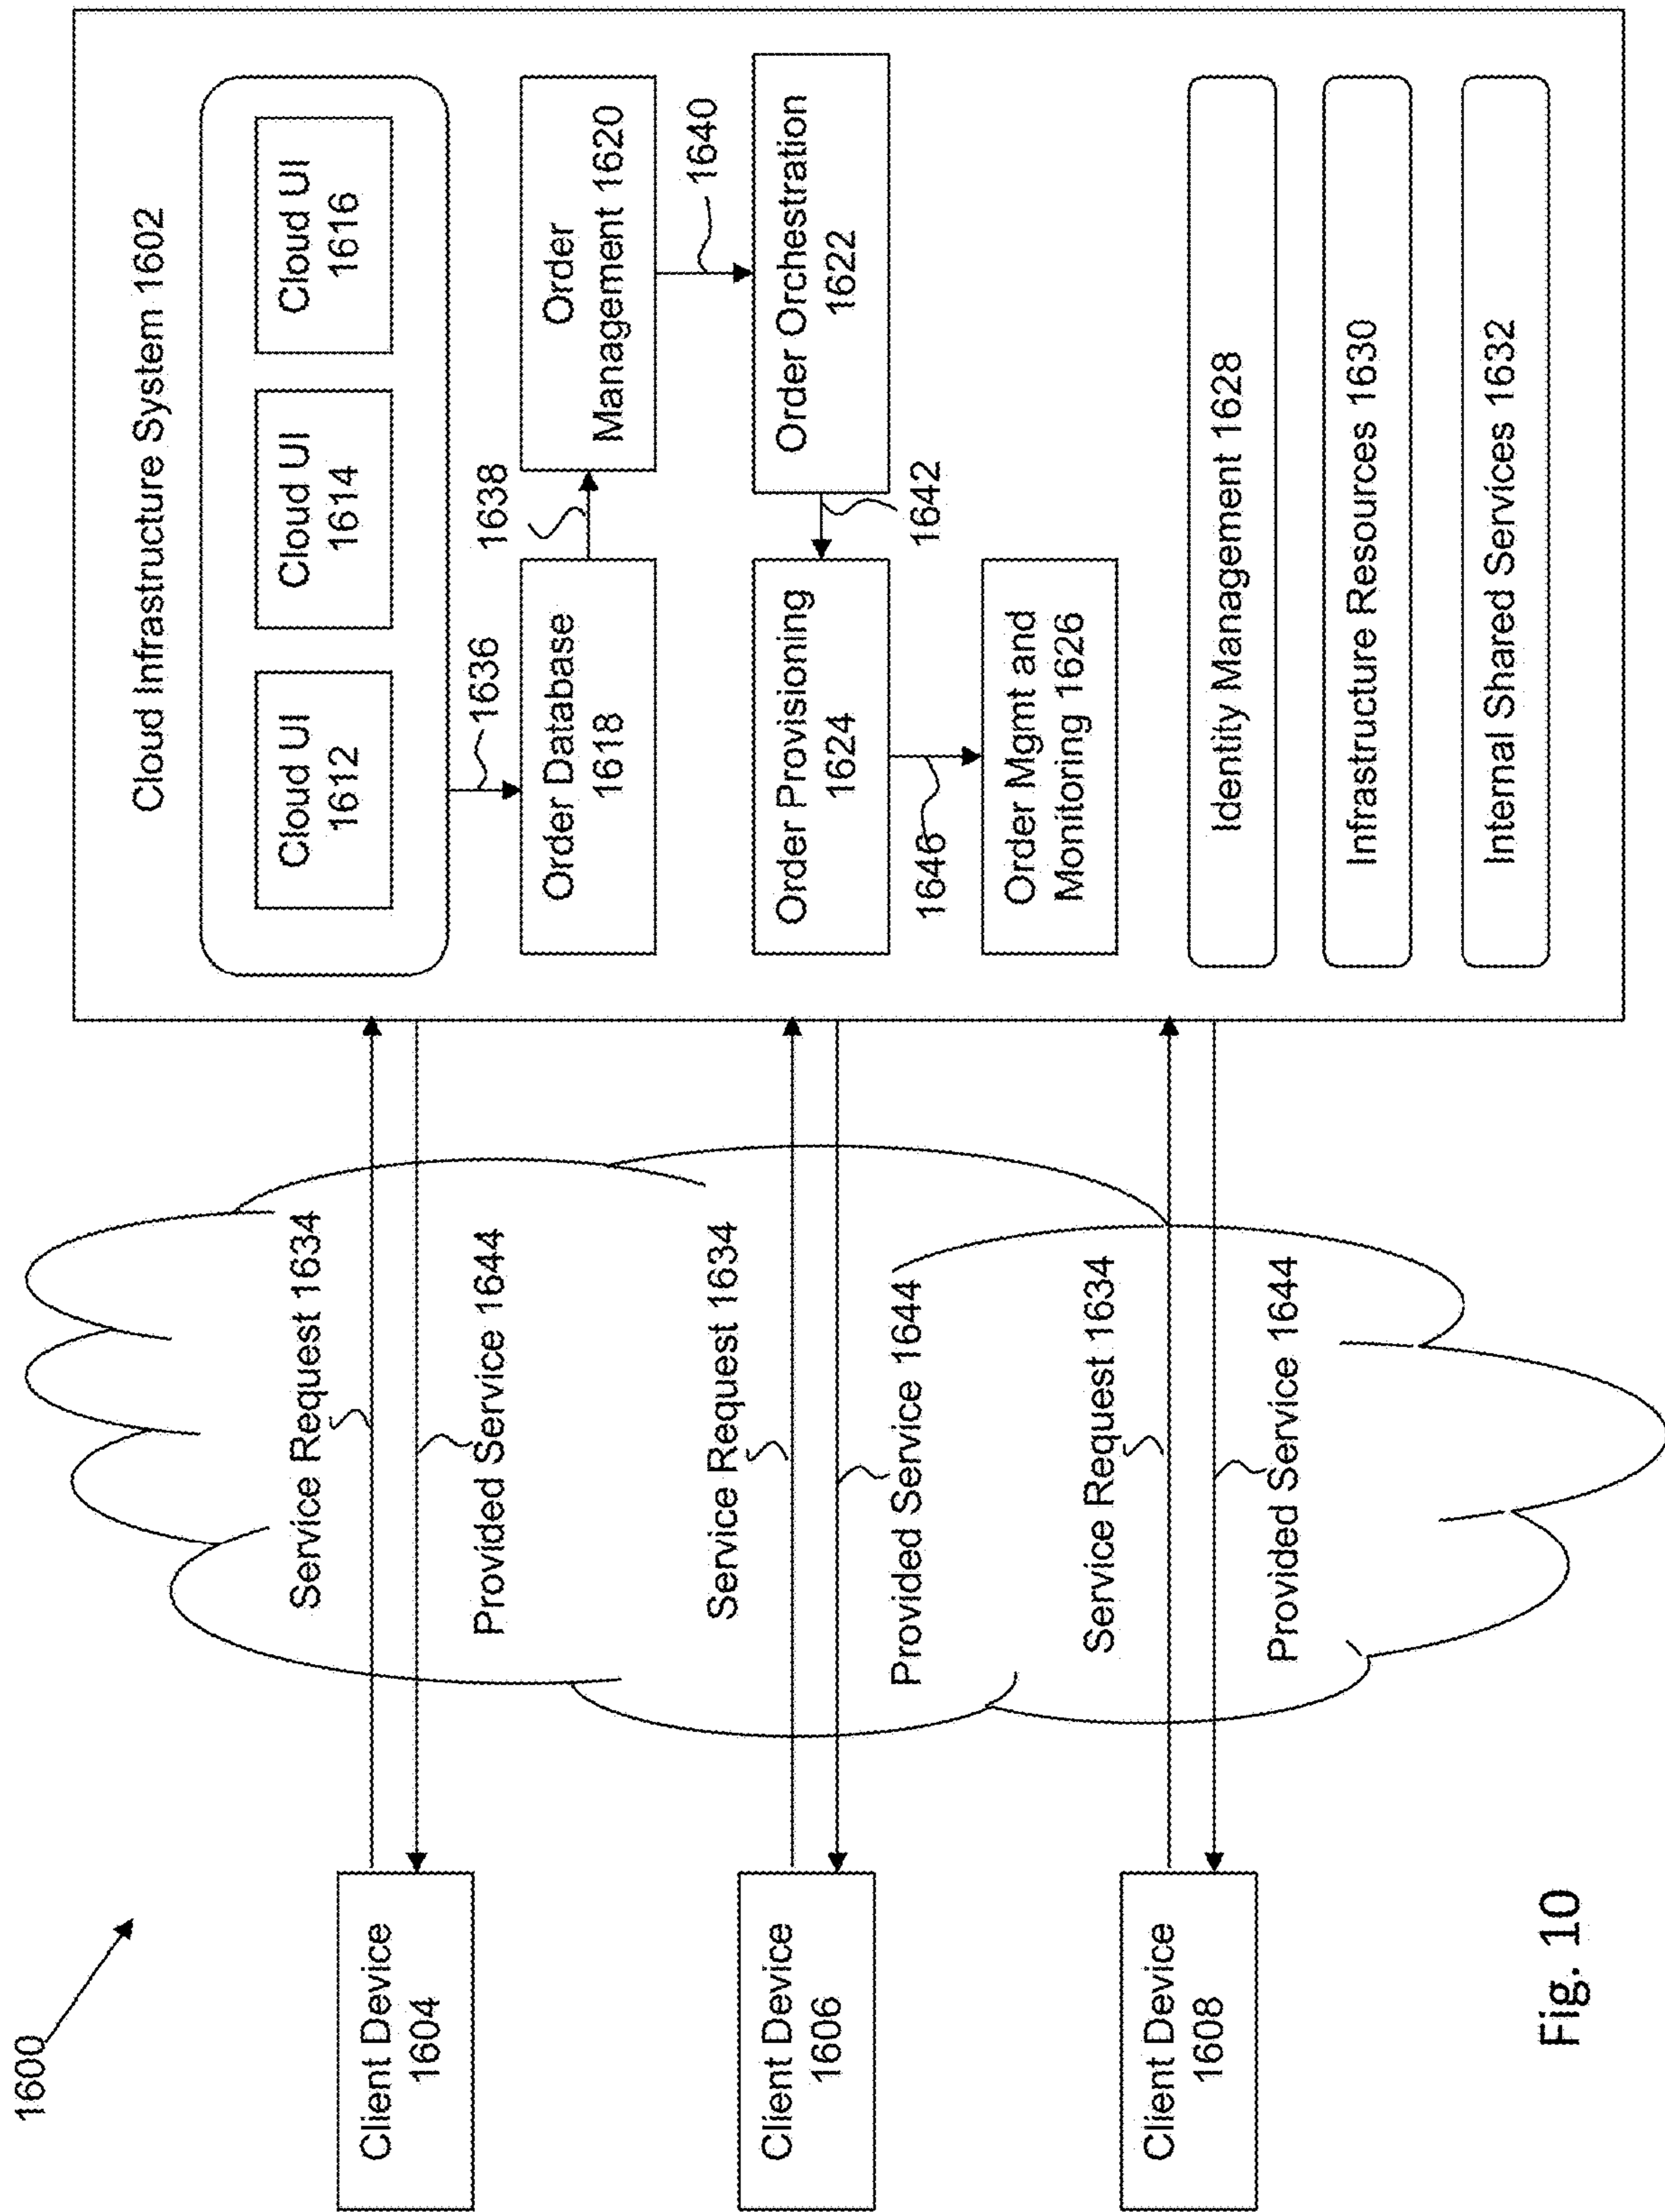 1600
Client Device
1604
Client Device
1606
Client Device
1608
Service Request 1634
Provided Service 1644
Service Request 1634
Provided Service 1644
Service Request 1634
Provided Service 1644
Cloud Infrastructure System 1602
Cloud UI
1612
Cloud UI
1614
Cloud UI
1616
1636
Order Database
1618
1638
Order
Management 1620
1640
Order Orchestration
1622
1642
Order Provisioning
1624
1646
Order Mgmt and
Monitoring 1626
Identity Management 1628
Infrastructure Resources 1630
Internal Shared Services 1632
Fig. 10